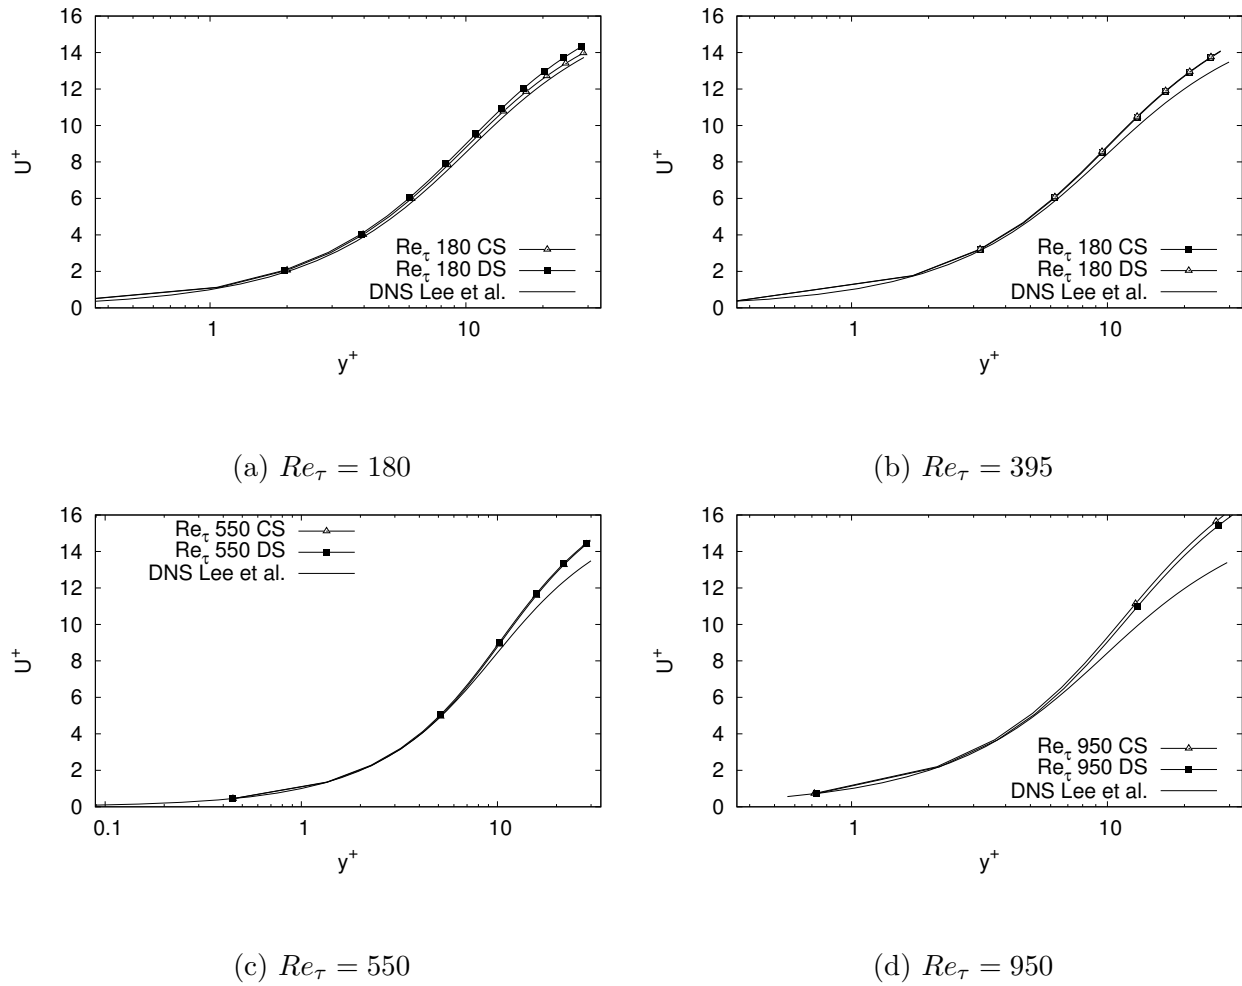 16
14
12
10
8
6
4
2
0
U+
Reτ 180 CS
Reτ 180 DS
DNS Lee et al.
1
10
y+
(a) Reτ = 180
16
14
12
10
8
6
4
2
0
U+
Reτ 180 CS
Reτ 180 DS
DNS Lee et al.
1
10
y+
(b) Reτ = 395
16
14
12
10
8
6
4
2
0
U+
Reτ 550 CS
Reτ 550 DS
DNS Lee et al.
0.1
1
10
y+
(c) Reτ = 550
16
14
12
10
8
6
4
2
0
U+
Reτ 950 CS
Reτ 950 DS
DNS Lee et al.
1
10
y+
(d) Reτ = 950